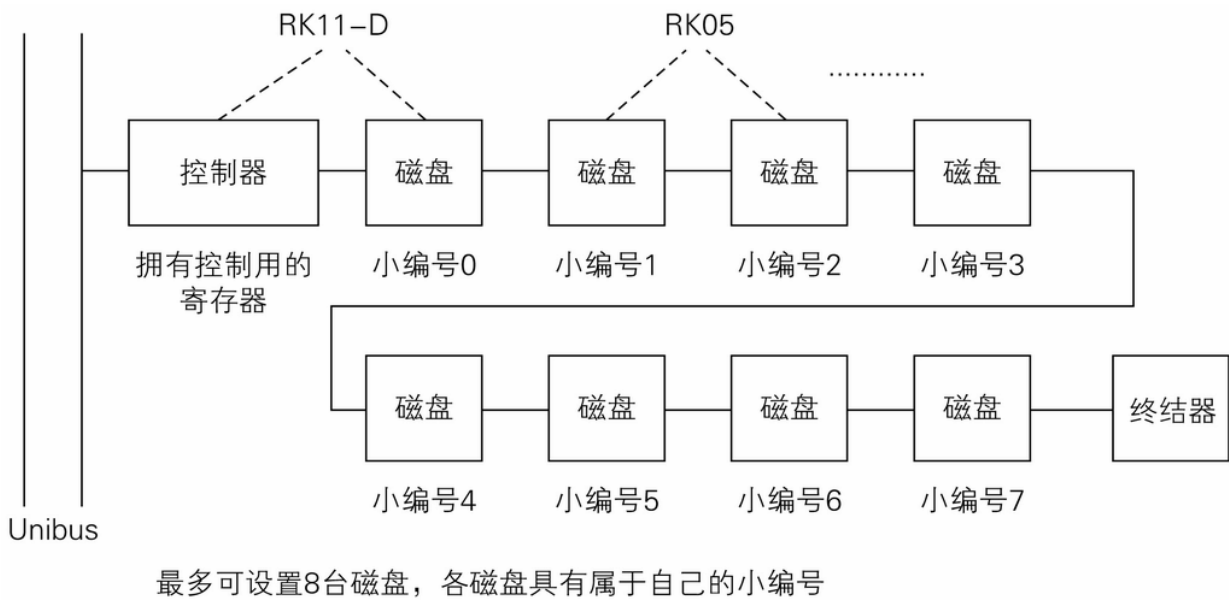 RK11-D
RK05
…………
控制器
磁盘
磁盘
磁盘
磁盘
拥有控制用的
寄存器
小编号0
小编号1
小编号2
小编号3
磁盘
磁盘
磁盘
磁盘
终结器
小编号4
小编号5
小编号6
小编号7
Unibus
最多可设置8台磁盘，各磁盘具有属于自己的小编号